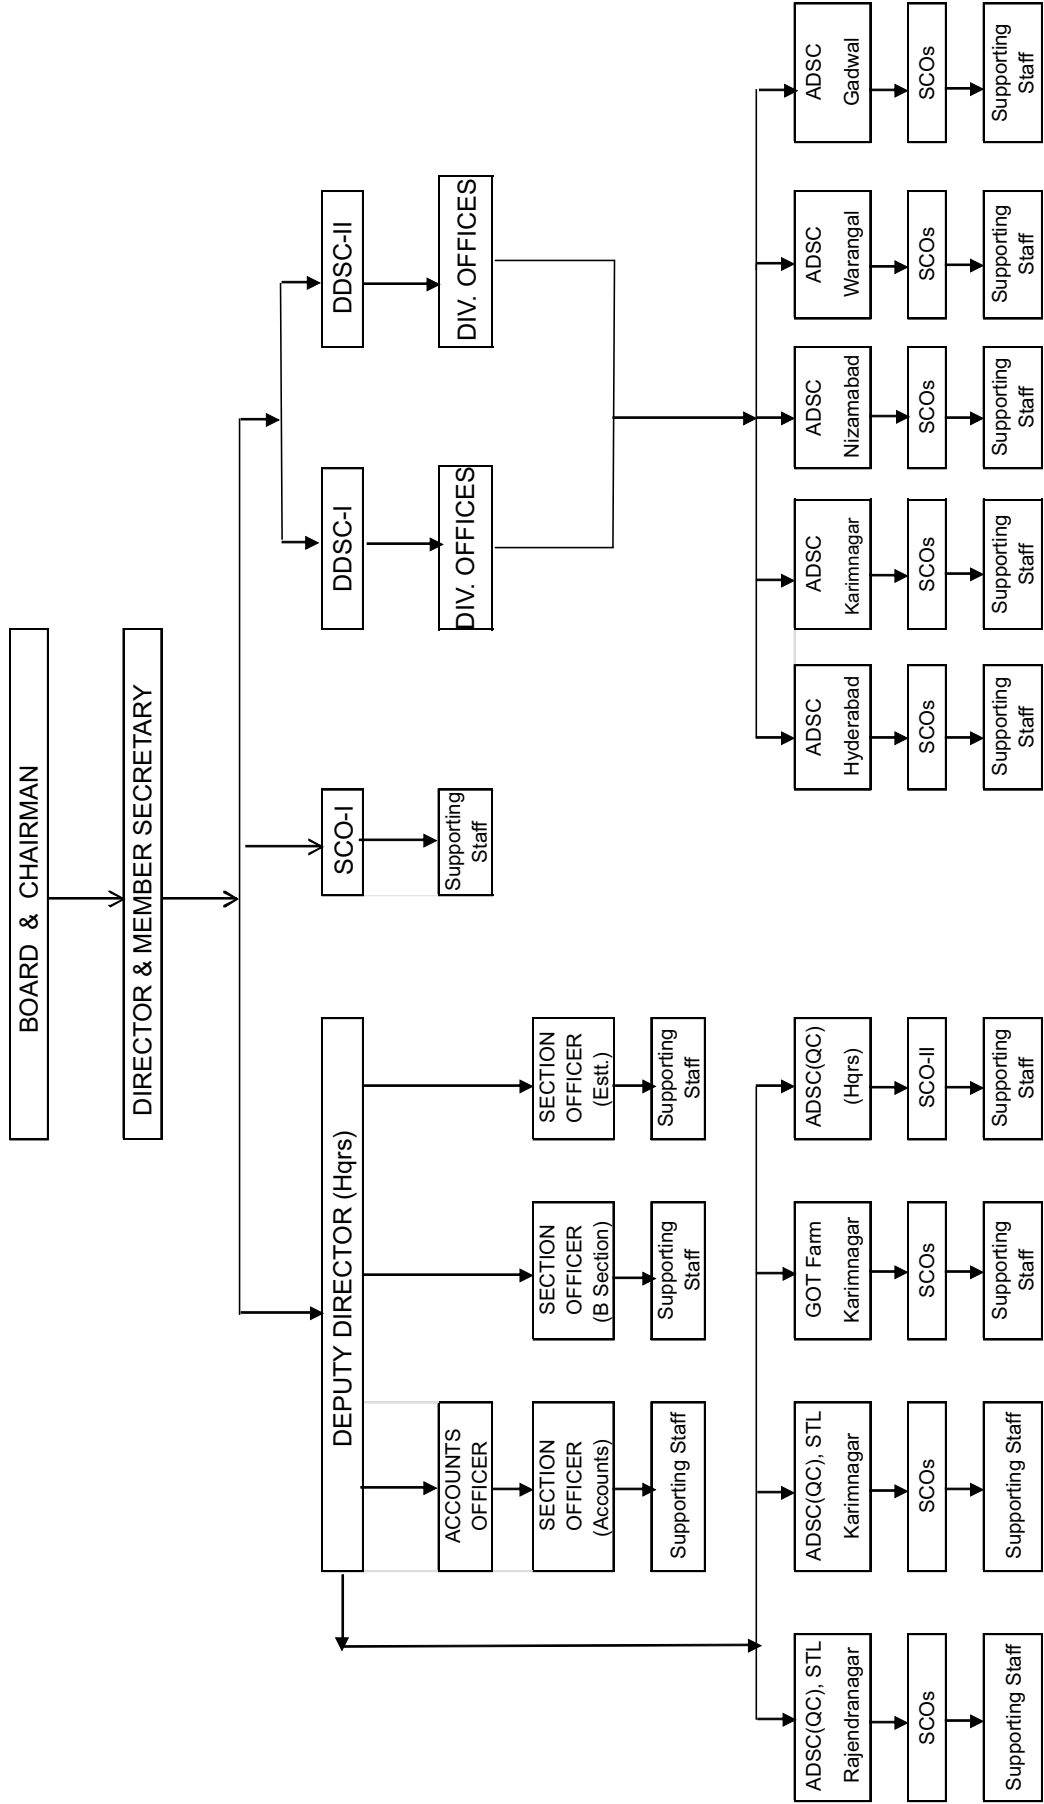 BOARD & CHAIRMAN
DIRECTOR & MEMBER SECRETARY
DEPUTY DIRECTOR (Hqrs)
SCO-I
DDSC-I
DDSC-II
ACCOUNTS
OFFICER
Supporting
Staff
DIV. OFFICES
DIV. OFFICES
SECTION
OFFICER
(Accounts)
SECTION
OFFICER
(B Section)
SECTION
OFFICER
(Estt.)
Supporting Staff
Supporting
Staff
Supporting
Staff
ADSC(QC), STL
Rajendranagar
ADSC(QC), STL
Karimnagar
GOT Farm
Karimnagar
ADSC(QC)
(Hqrs)
ADSC
Hyderabad
ADSC
Karimnagar
ADSC
Nizamabad
ADSC
Warangal
ADSC
Gadwal
SCOs
SCOs
SCOs
SCO-II
SCOs
SCOs
SCOs
SCOs
SCOs
Supporting Staff
Supporting Staff
Supporting
Staff
Supporting
Staff
Supporting
Staff
Supporting
Staff
Supporting
Staff
Supporting
Staff
Supporting
Staff